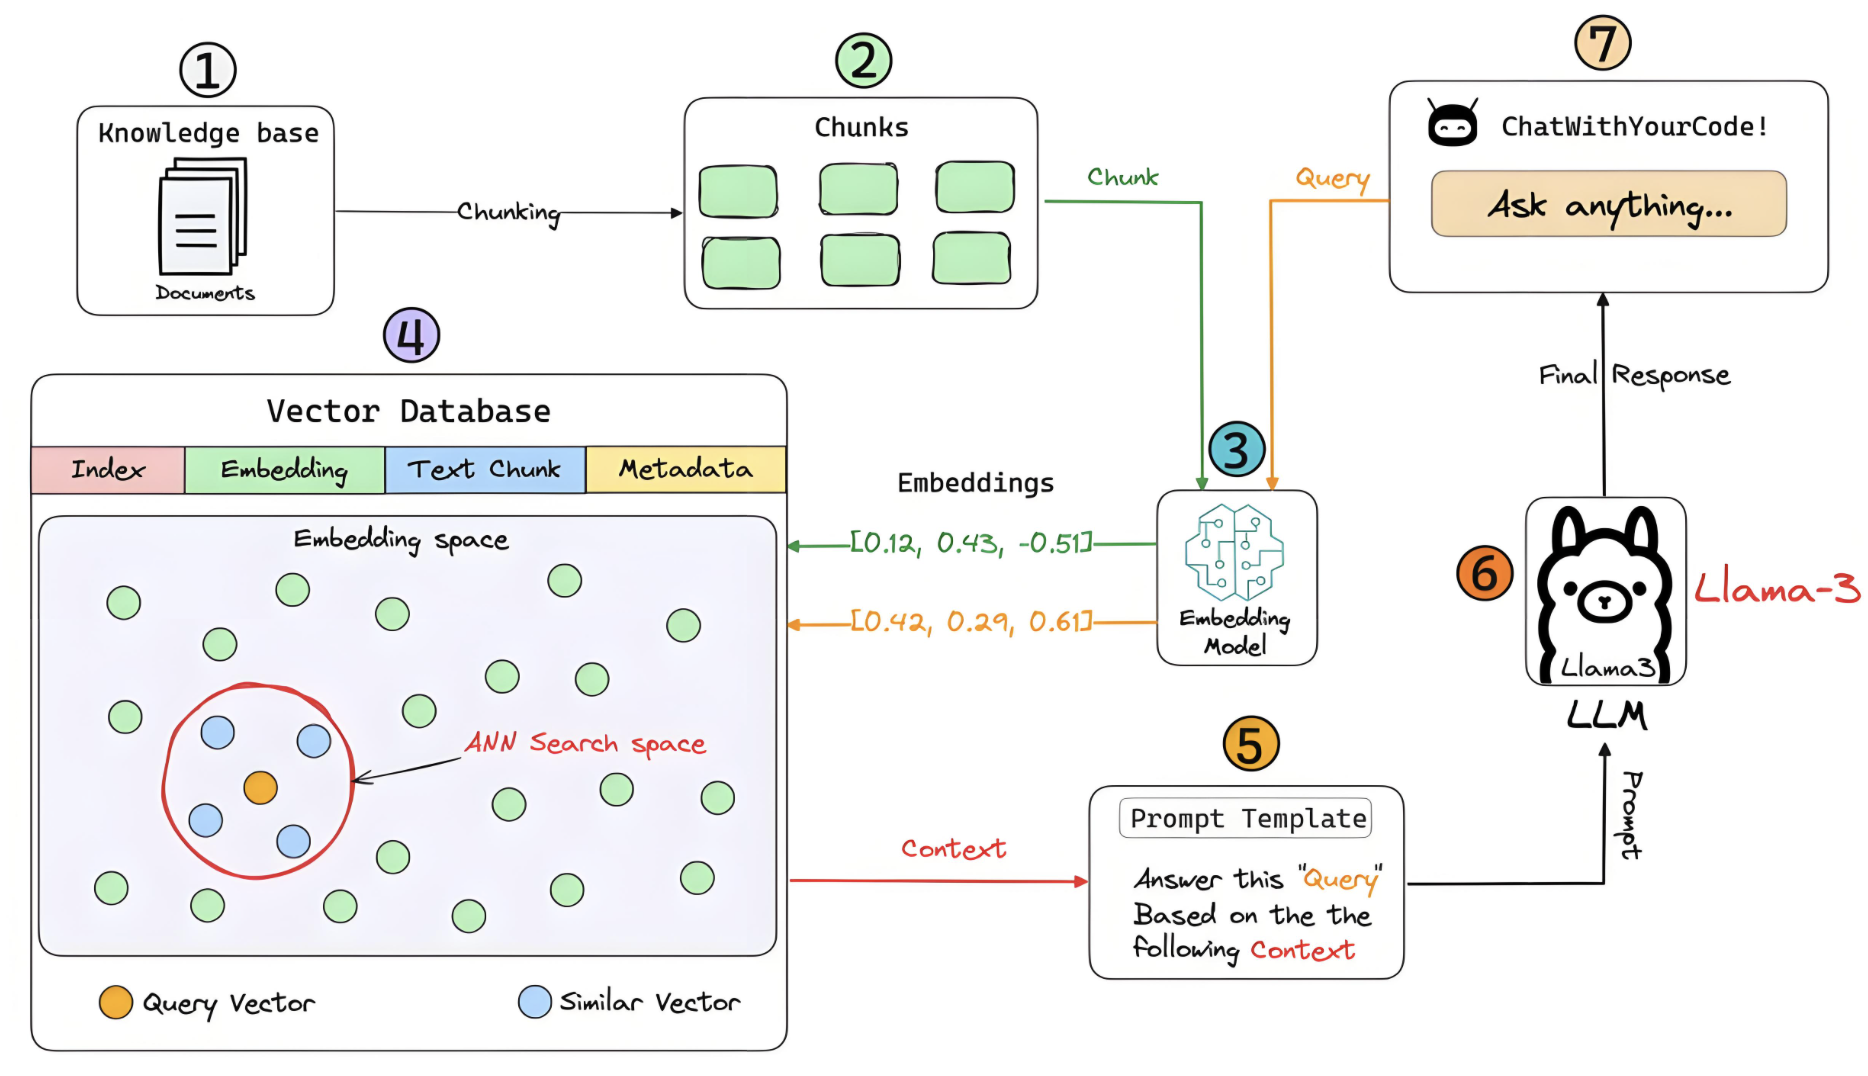 1
Knowledge base
Documents
Chunking
2
Chunks
Chunk
Query
7
ChatWithYourCode!
Ask anything...
Final Response
3
Embedding
Model
Embeddings
[0.12, 0.43, -0.51]
[0.42, 0.29, 0.61]
4
Vector Database
Index
Embedding
Text Chunk
Metadata
Embedding space
ANN Search space
Query Vector
Similar Vector
Context
5
Prompt Template
Answer this "Query"
Based on the the
following Context
Prompt
6
Llama3
Llama-3
LLM